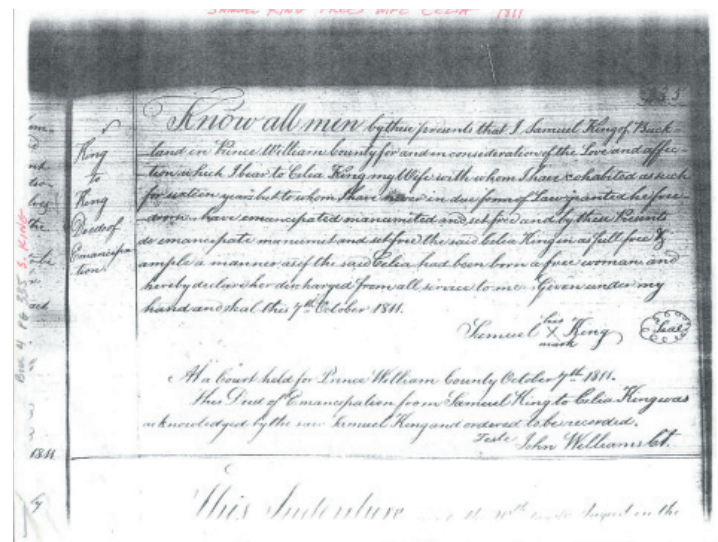 SAMUEL KING FREES WIFE CELIA 1811
335
King
to
King
Deed of
Emancipa
tion.
Know all men by these presents that I Samuel King of Buck-
land in Prince William County for and in consideration of the Love and affec-
tion which I bear to Celia King my Wife with whom I have cohabited as such
for sixteen years but to whom I have never in due form of Law granted her free-
dom - have emancipated manumitted and set free and by these Presents
do emancipate manumit and set free the said Celia King in as full free &
ample a manner as if the said Celia had been born a free woman and
hereby declare her discharged from all service to me. Given under my
hand and seal this 7th October 1811.
Samuel his X mark King Seal
At a Court held for Prince William County October 7th 1811.
This Deed of Emancipation from Samuel King to Celia King was
acknowledged by the said Samuel King and ordered to be recorded.
Teste
John Williams Ct.
This Indenture August in the
1811
BK 4 PG 335 S. KING